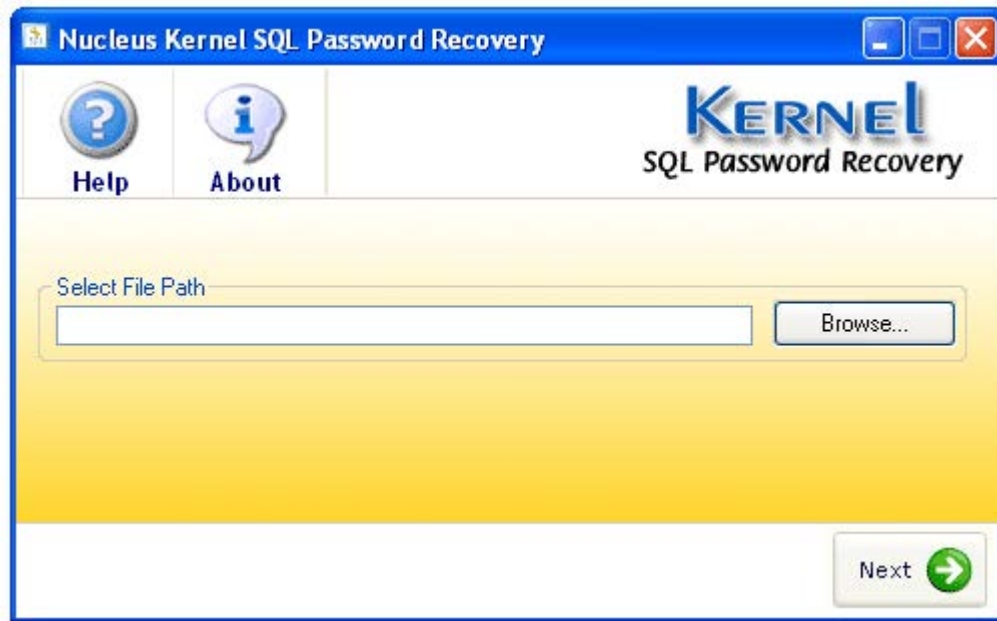 Nucleus Kernel SQL Password Recovery
Help
About
KERNEL
SQL Password Recovery
Select File Path
Browse...
Next